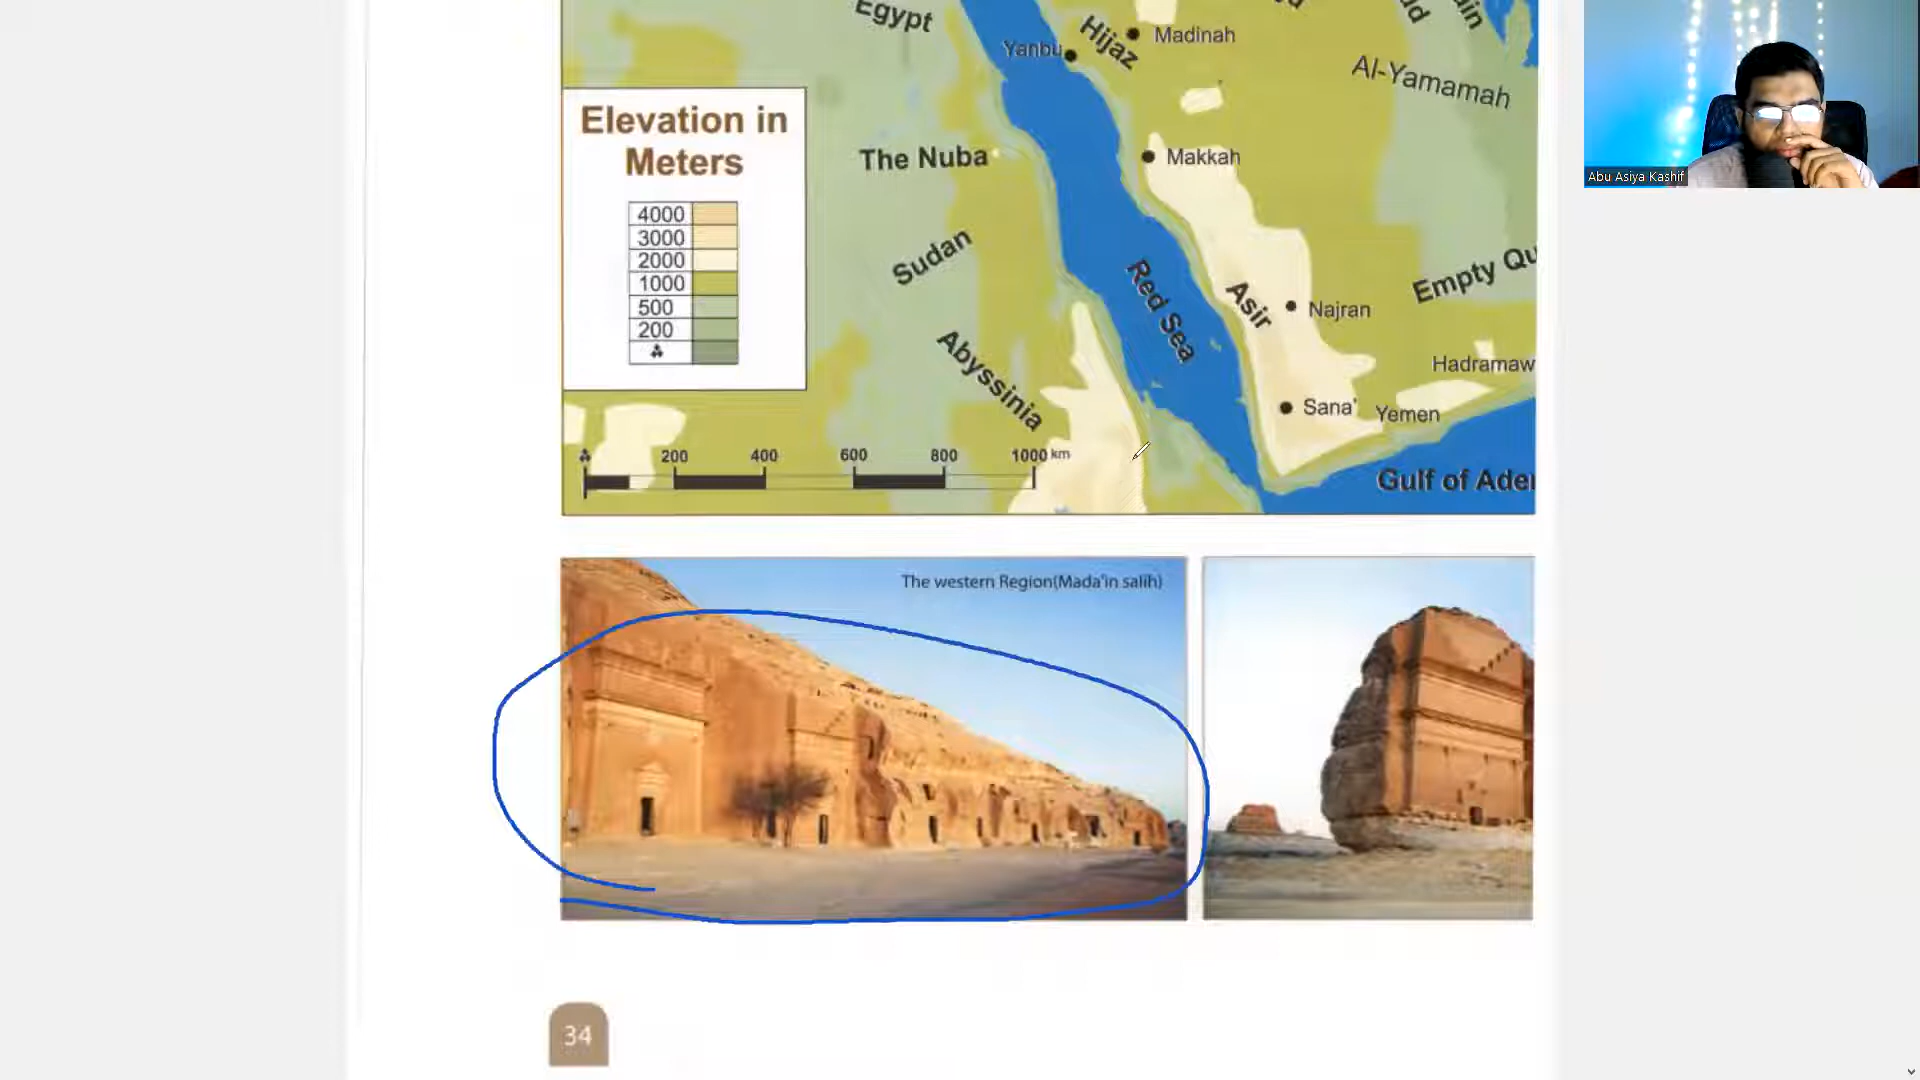 Egypt
Yanbu
Hijaz
Madinah
Al-Yamamah
Elevation in
Meters
4000
3000
2000
1000
500
200
The Nuba
Makkah
Sudan
Red Sea
Asir
Najran
Empty Qu
Abyssinia
Hadramaw
Sana'
Yemen
200 400 600 800 1000 km
Gulf of Ade
The western Region(Mada'in salih)
34
Abu Asiya Kashif